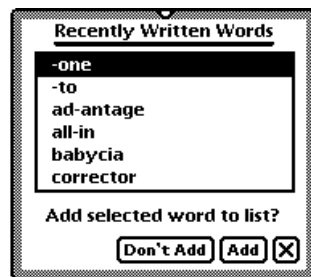 Recently Written Words
-one
-to
ad-antage
all-in
babycia
corrector
Add selected word to list?
Don't Add Add X